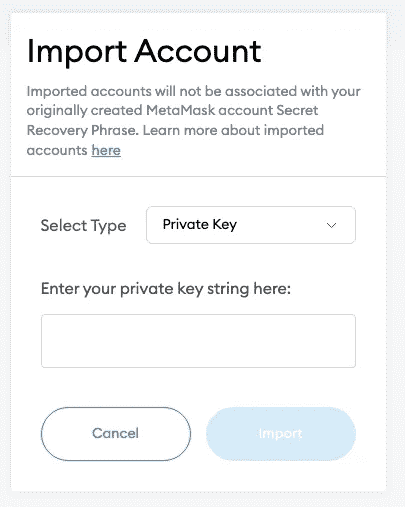 Import Account
Imported accounts will not be associated with your
originally created MetaMask account Secret
Recovery Phrase. Learn more about imported
accounts here
Select Type Private Key
Enter your private key string here:
Cancel Import